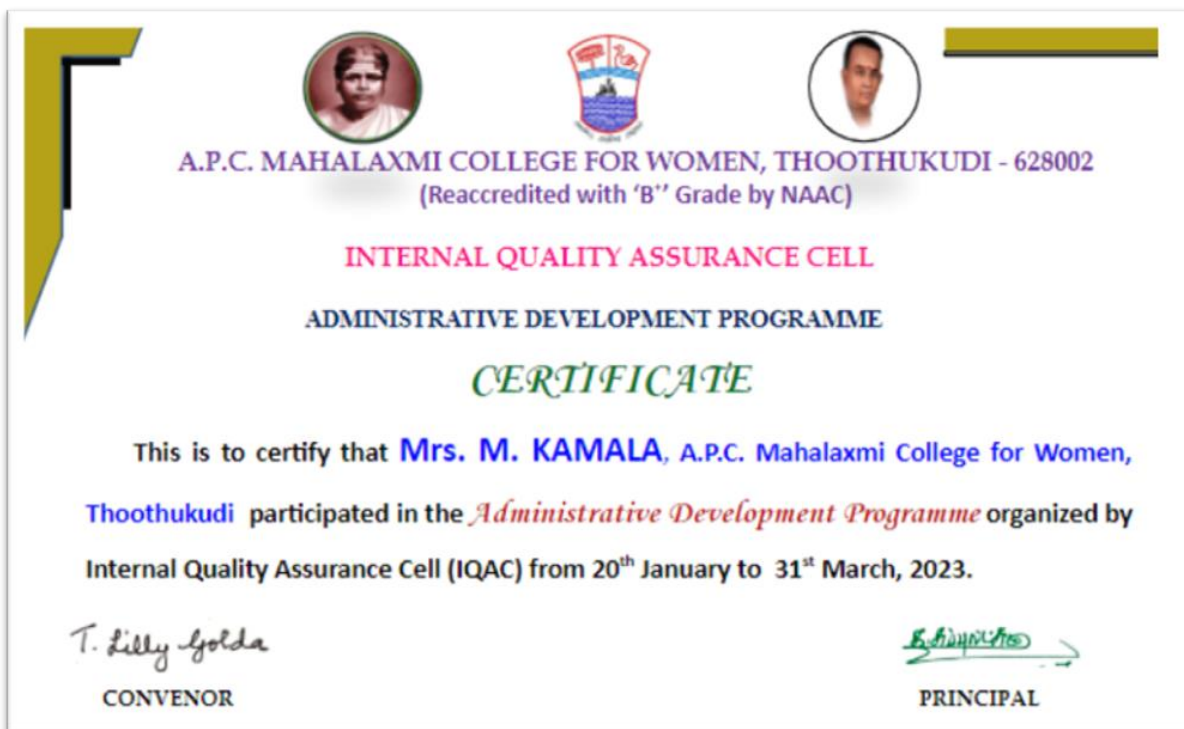 A.P.C. MAHALAXMI COLLEGE FOR WOMEN, THOOTHUKUDI - 628002
(Reaccredited with ‘B’’ Grade by NAAC)
INTERNAL QUALITY ASSURANCE CELL
ADMINISTRATIVE DEVELOPMENT PROGRAMME
CERTIFICATE
This is to certify that Mrs. M. KAMALA, A.P.C. Mahalaxmi College for Women,
Thoothukudi participated in the Administrative Development Programme organized by
Internal Quality Assurance Cell (IQAC) from 20th January to 31st March, 2023.
T. Lilly Golda
CONVENOR
PRINCIPAL